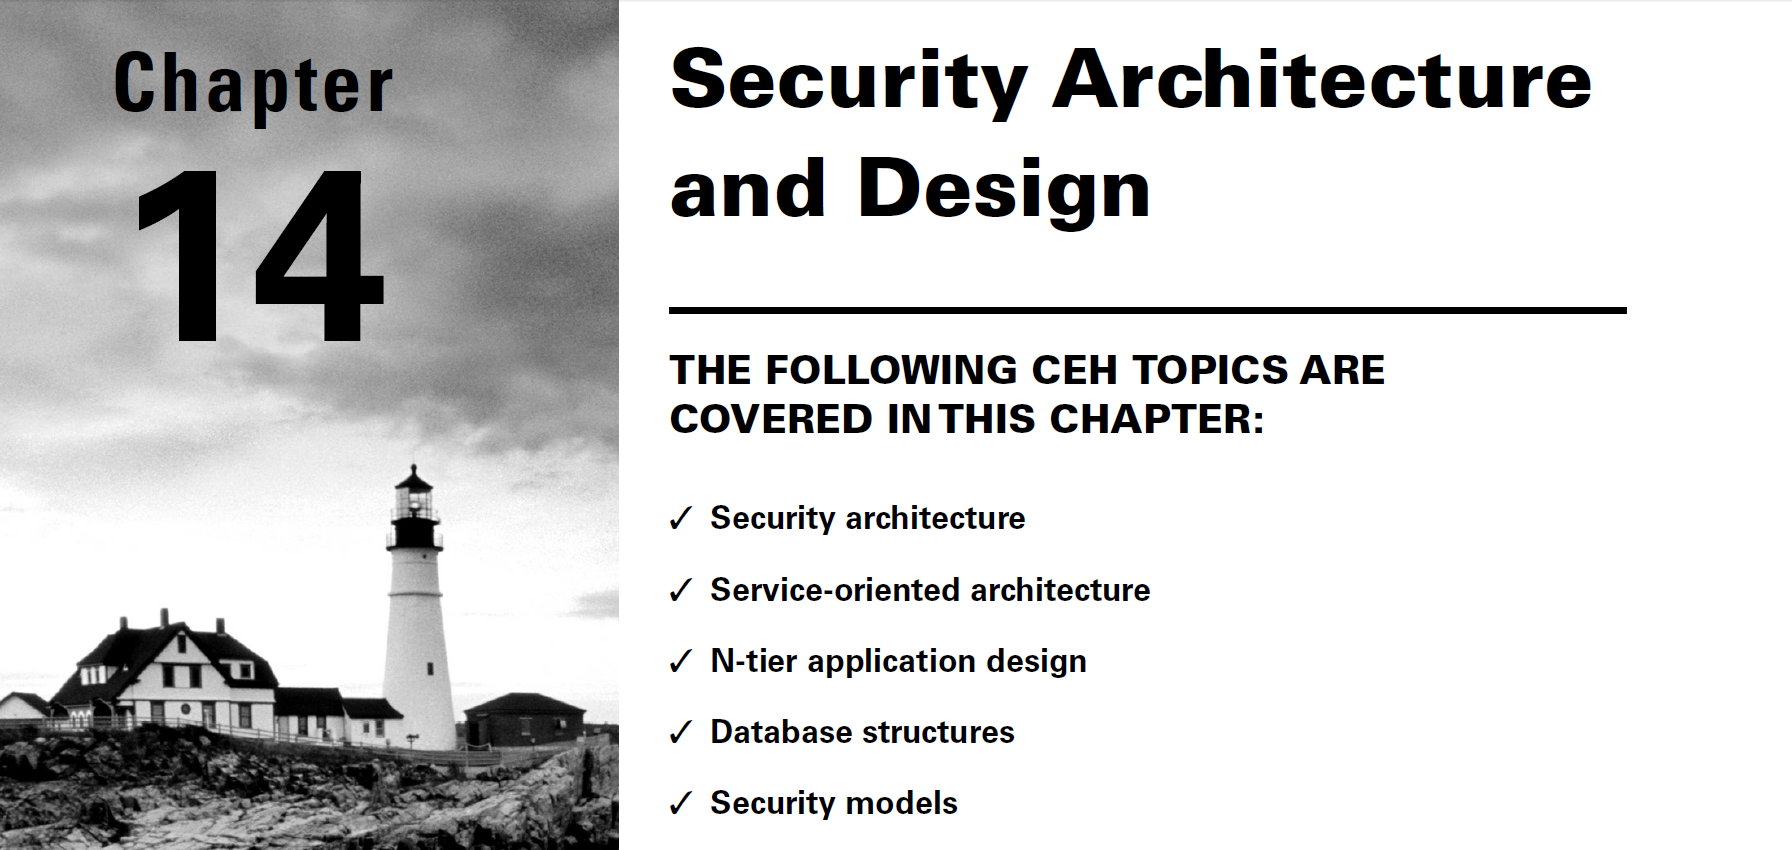 Chapter
14
Security Architecture
and Design
THE FOLLOWING CEH TOPICS ARE
COVERED IN THIS CHAPTER:
✓ Security architecture
✓ Service-oriented architecture
✓ N-tier application design
✓ Database structures
✓ Security models